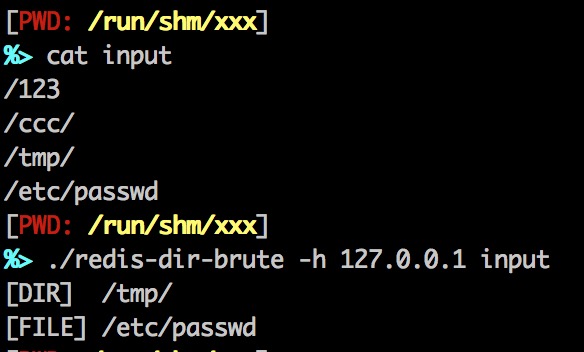 [PWD: /run/shm/xxx]
%> cat input
/123
/ccc/
/tmp/
/etc/passwd
[PWD: /run/shm/xxx]
%> ./redis-dir-brute -h 127.0.0.1 input
[DIR]  /tmp/
[FILE] /etc/passwd